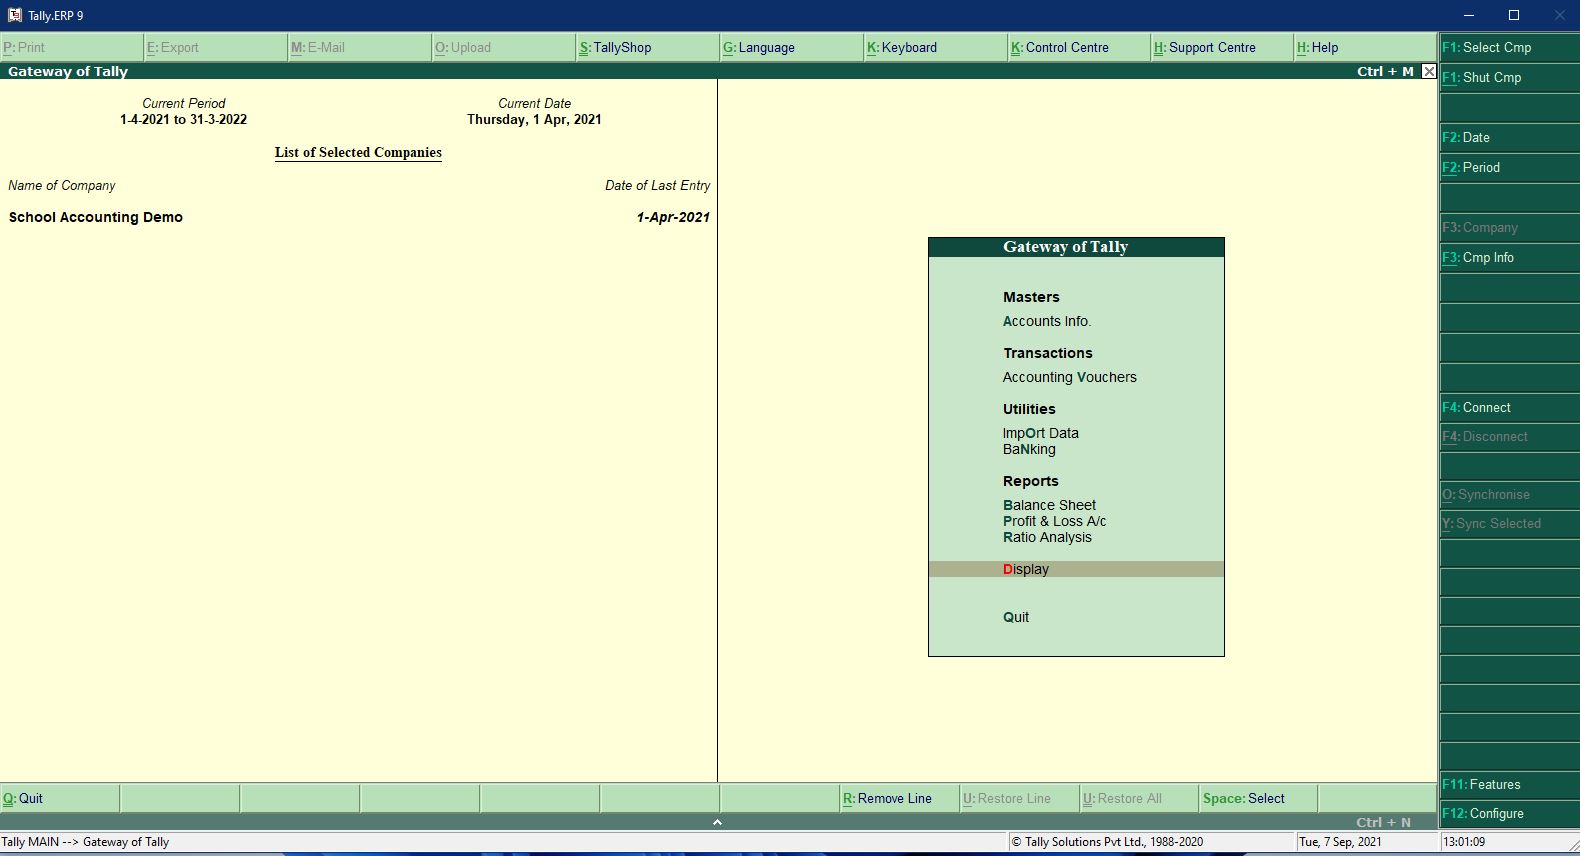 Tally.ERP 9
P: Print E: Export M: E-Mail O: Upload S: TallyShop G: Language K: Keyboard K: Control Centre H: Support Centre H: Help
Gateway of Tally Ctrl + M
Current Period Current Date
1-4-2021 to 31-3-2022 Thursday, 1 Apr, 2021
List of Selected Companies
Name of Company Date of Last Entry
School Accounting Demo 1-Apr-2021
Gateway of Tally
Masters
Accounts Info.
Transactions
Accounting Vouchers
Utilities
ImpOrt Data
BaNking
Reports
Balance Sheet
Profit & Loss A/c
Ratio Analysis
Display
Quit
F1: Select Cmp
F1: Shut Cmp
F2: Date
F2: Period
F3: Company
F3: Cmp Info
F4: Connect
F4: Disconnect
O: Synchronise
Y: Sync Selected
F11: Features
F12: Configure
Q: Quit R: Remove Line U: Restore Line U: Restore All Space: Select
Ctrl + N
Tally MAIN --> Gateway of Tally © Tally Solutions Pvt Ltd., 1988-2020 Tue, 7 Sep, 2021 13:01:09